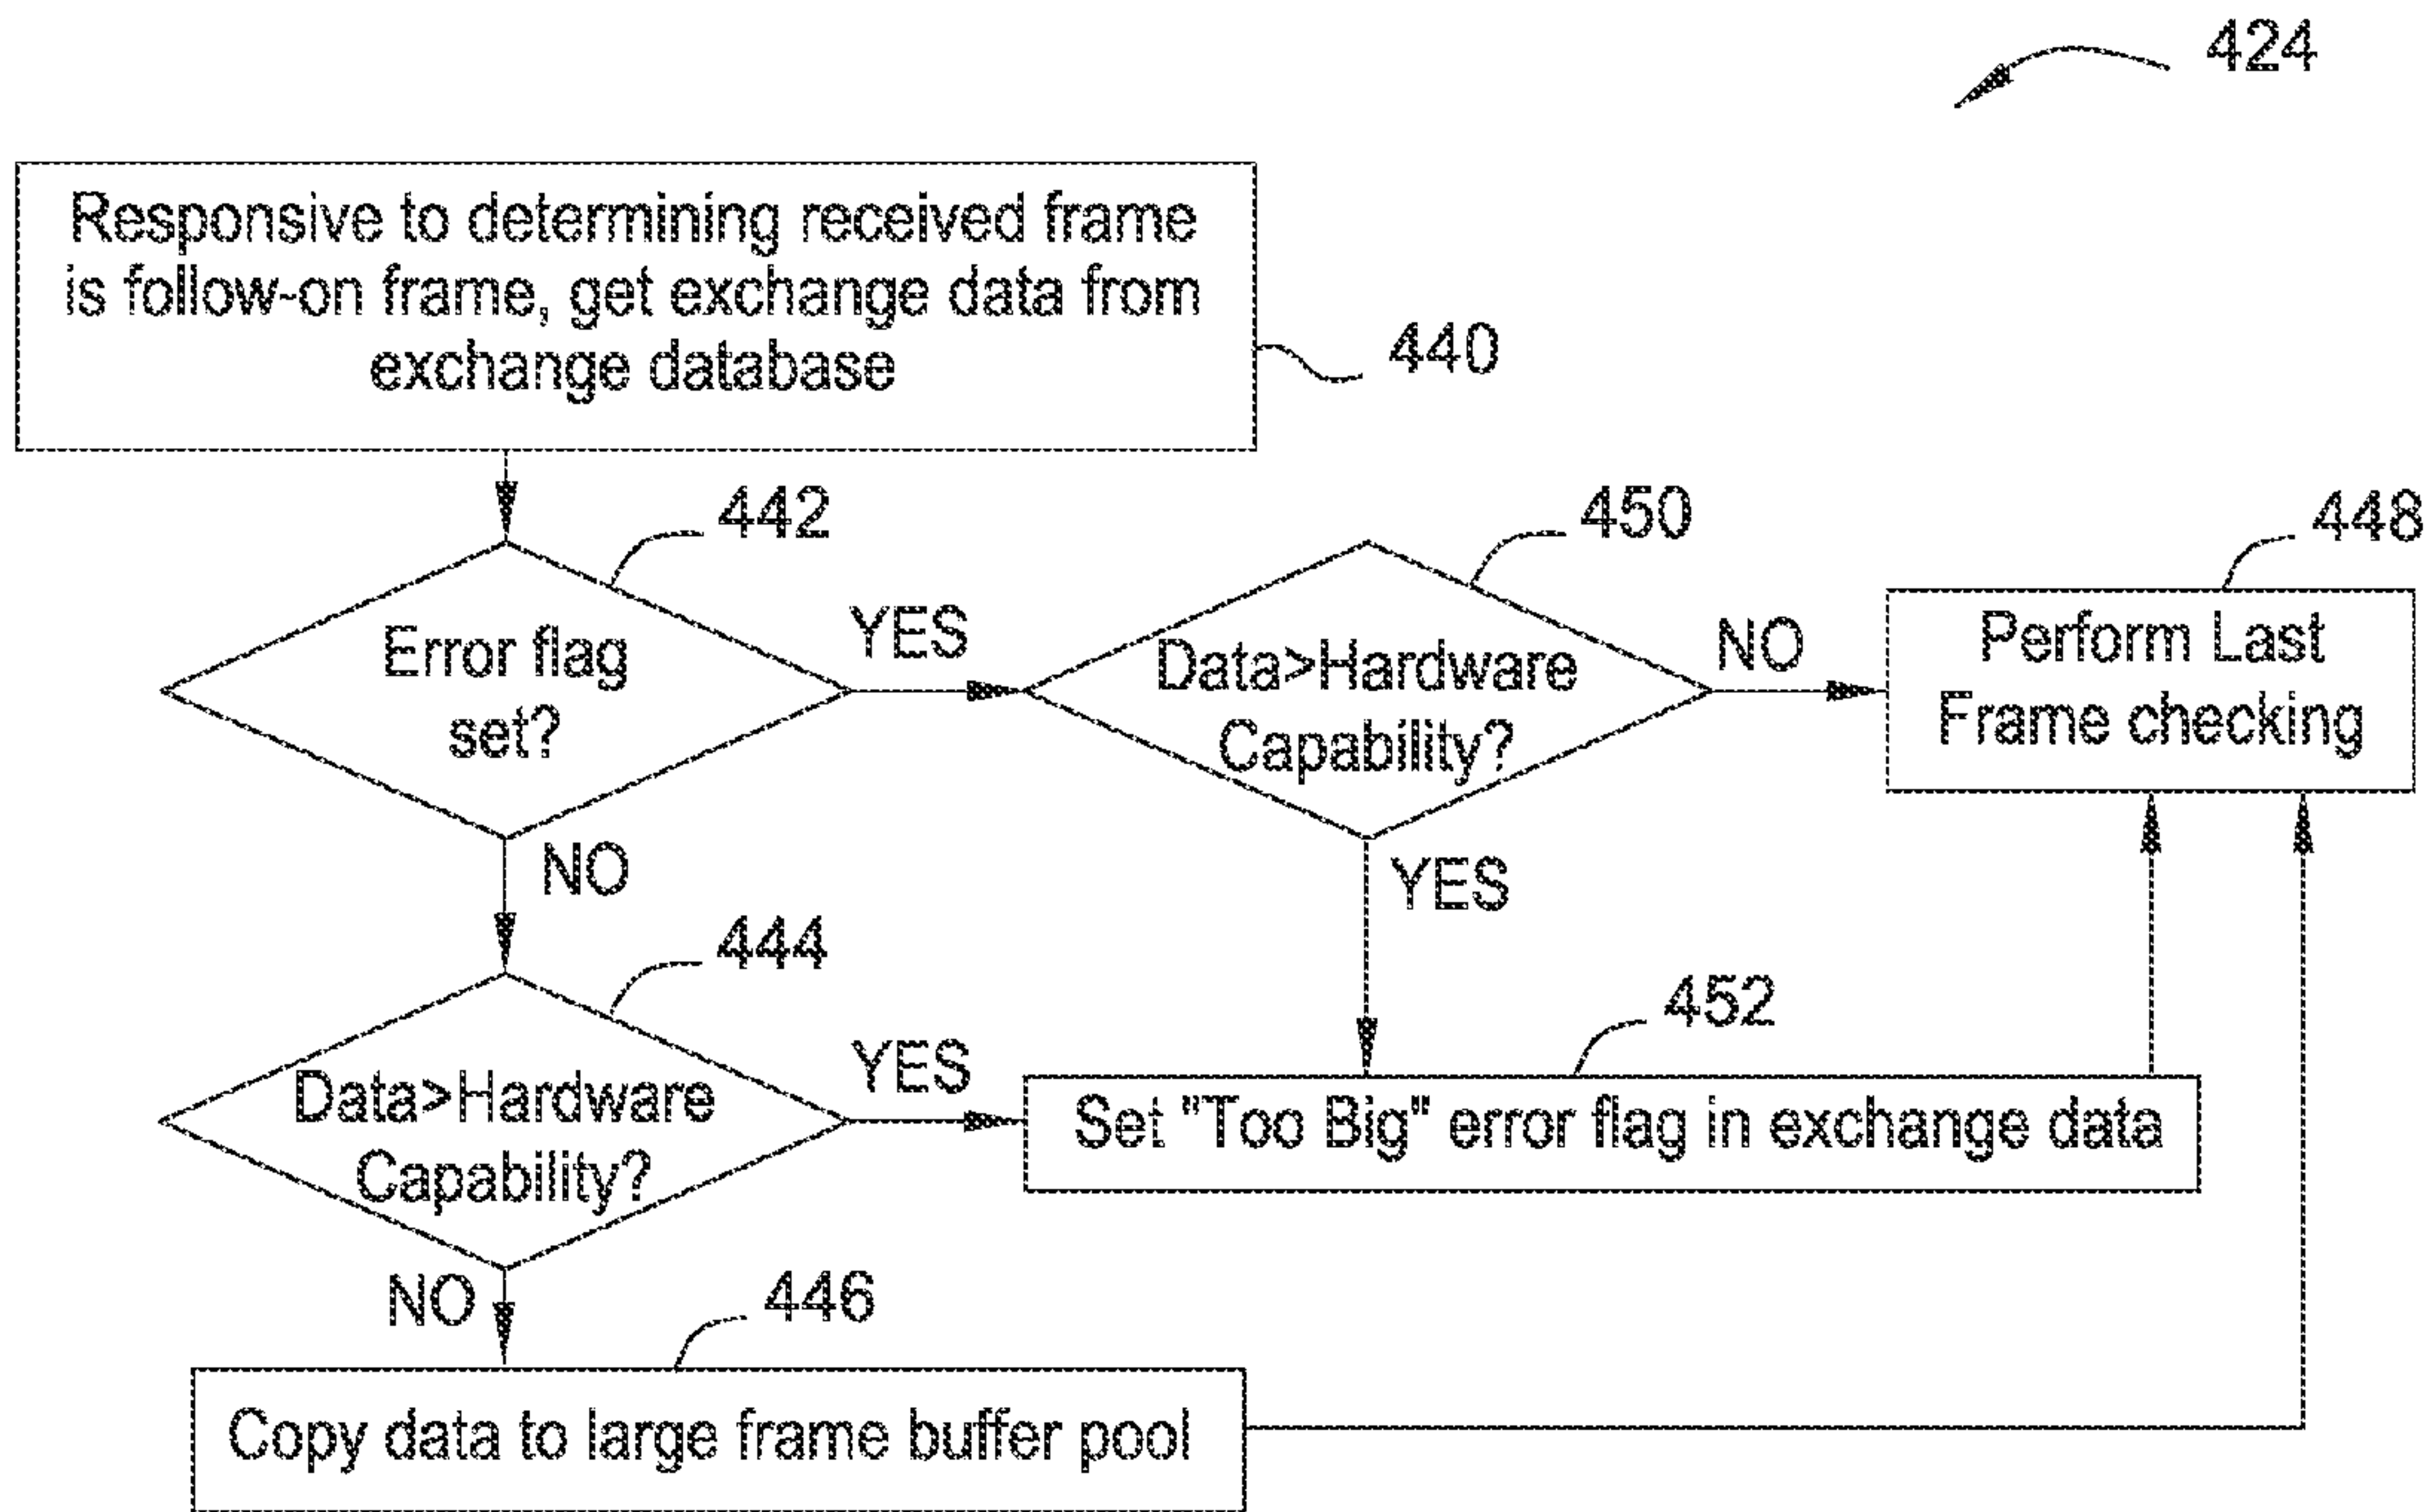 424
Responsive to determining received frame
is follow-on frame, get exchange data from
exchange database
440
442
450
448
Error flag
set?
YES
Data>Hardware
Capability?
NO
Perform Last
Frame checking
NO
YES
444
452
Data>Hardware
Capability?
YES
Set "Too Big" error flag in exchange data
NO
446
Copy data to large frame buffer pool